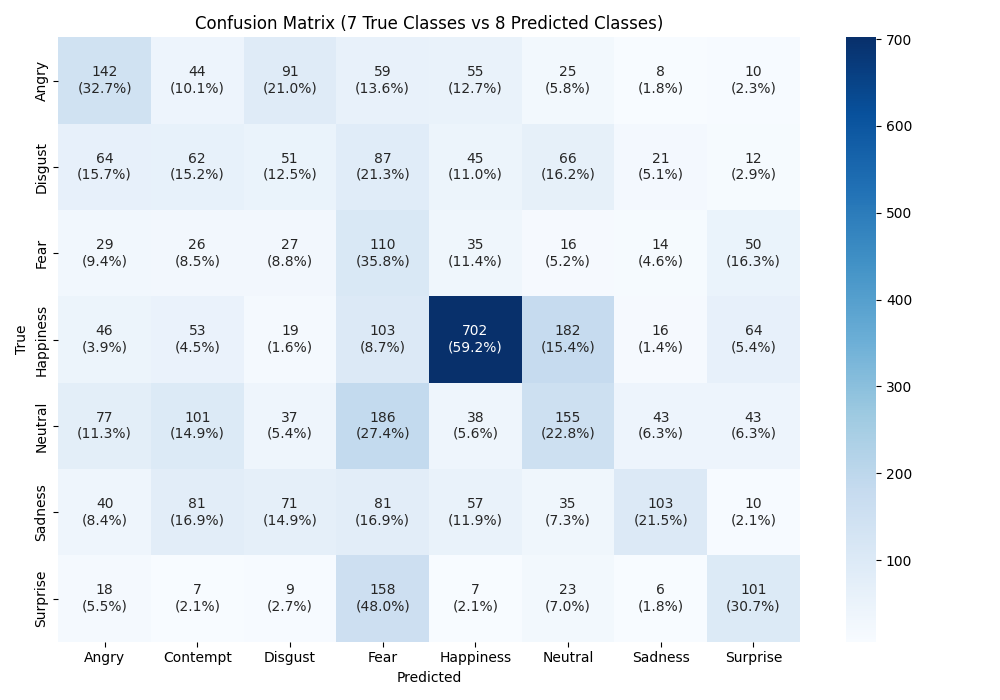 Confusion Matrix (7 True Classes vs 8 Predicted Classes)
True
Angry
142 44 91 59 55 25 8 10
(32.7%) (10.1%) (21.0%) (13.6%) (12.7%) (5.8%) (1.8%) (2.3%)
Disgust
64 62 51 87 45 66 21 12
(15.7%) (15.2%) (12.5%) (21.3%) (11.0%) (16.2%) (5.1%) (2.9%)
Fear
29 26 27 110 35 16 14 50
(9.4%) (8.5%) (8.8%) (35.8%) (11.4%) (5.2%) (4.6%) (16.3%)
Happiness
46 53 19 103 702 182 16 64
(3.9%) (4.5%) (1.6%) (8.7%) (59.2%) (15.4%) (1.4%) (5.4%)
Neutral
77 101 37 186 38 155 43 43
(11.3%) (14.9%) (5.4%) (27.4%) (5.6%) (22.8%) (6.3%) (6.3%)
Sadness
40 81 71 81 57 35 103 10
(8.4%) (16.9%) (14.9%) (16.9%) (11.9%) (7.3%) (21.5%) (2.1%)
Surprise
18 7 9 158 7 23 6 101
(5.5%) (2.1%) (2.7%) (48.0%) (2.1%) (7.0%) (1.8%) (30.7%)
Angry Contempt Disgust Fear Happiness Neutral Sadness Surprise
Predicted
700
600
500
400
300
200
100